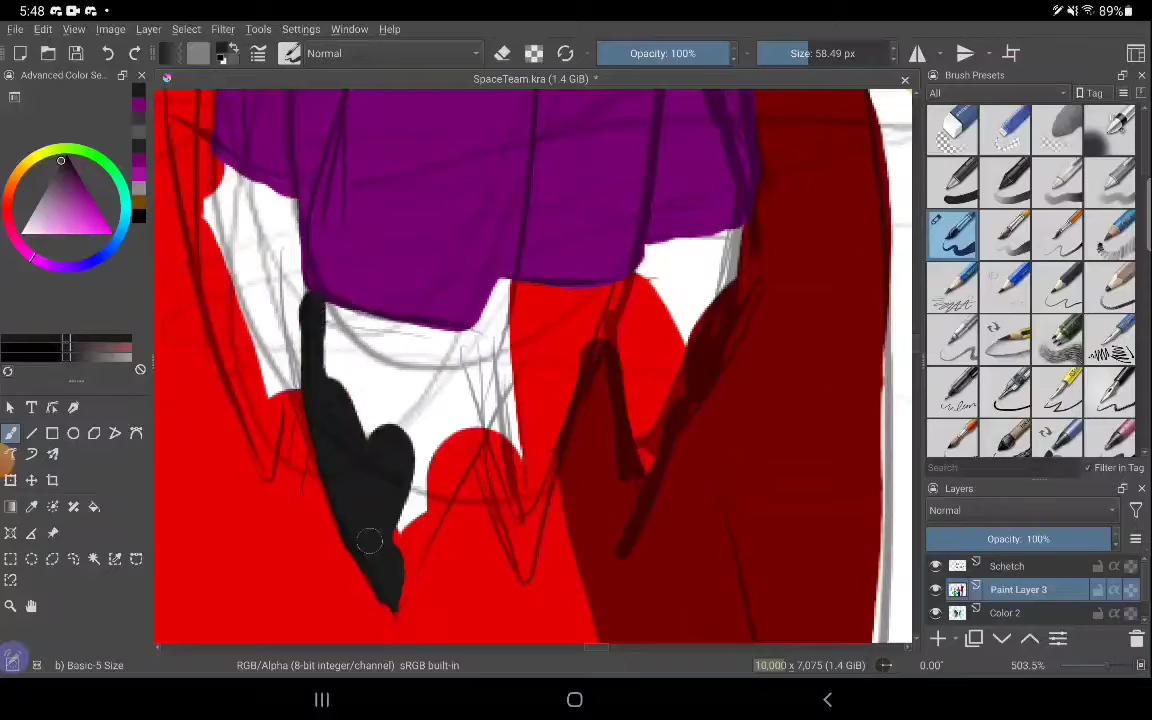 5:48
89%
File Edit View Image Layer Select Filter Tools Settings Window Help
Normal
Opacity: 100%
Size: 58.49 px
Advanced Color Se...
SpaceTeam.kra (1.4 GiB) *
Brush Presets
All
Tag
Search
Filter in Tag
Layers
Normal
Opacity: 100%
Schetch
Paint Layer 3
Color 2
b) Basic-5 Size
RGB/Alpha (8-bit integer/channel) sRGB built-in
10,000 x 7,075 (1.4 GiB)
0.00°
503.5%